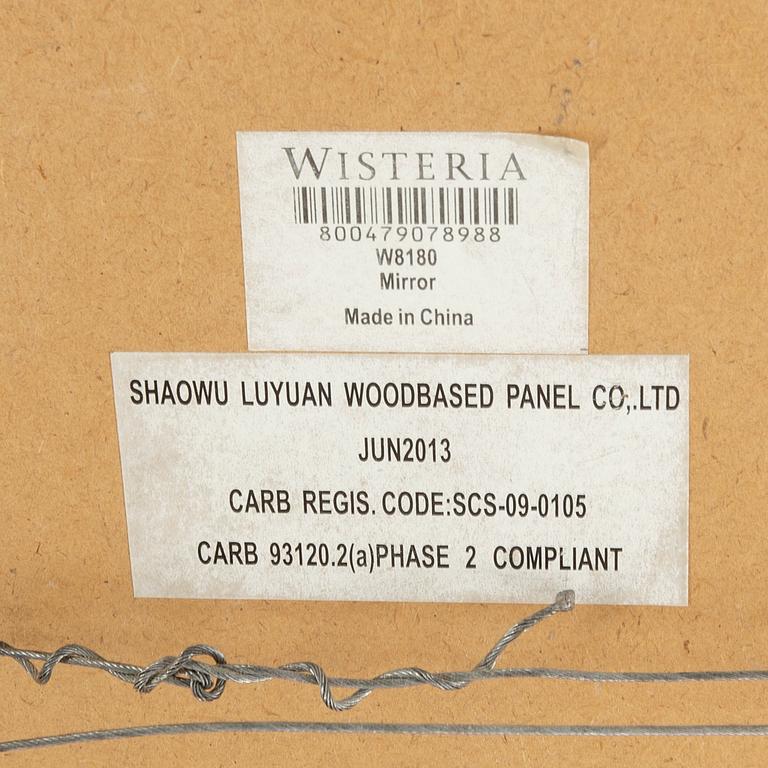 WISTERIA
800479078988
W8180
Mirror
Made in China
SHAOWU LUYUAN WOODBASED PANEL CO,.LTD
JUN2013
CARB REGIS. CODE:SCS-09-0105
CARB 93120.2(a)PHASE 2 COMPLIANT